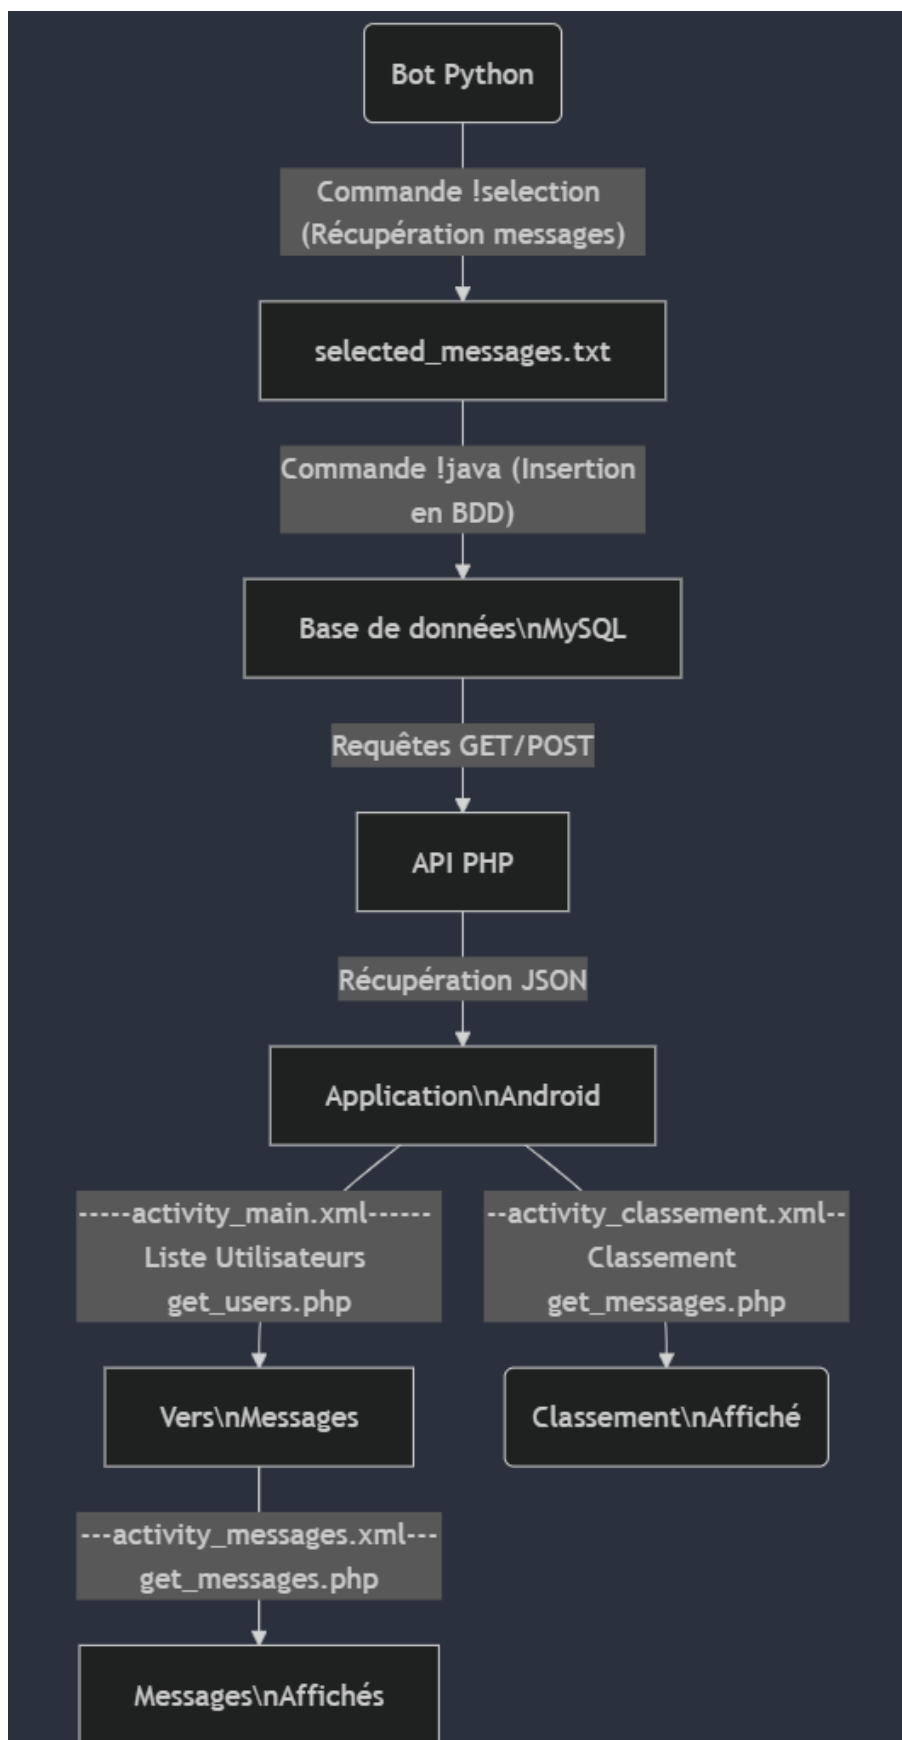 Bot Python
Commande !selection
(Récupération messages)
selected_messages.txt
Commande !java (Insertion
en BDD)
Base de données\nMySQL
Requêtes GET/POST
API PHP
Récupération JSON
Application\nAndroid
-----activity_main.xml------
Liste Utilisateurs
get_users.php
--activity_classement.xml--
Classement
get_messages.php
Vers\nMessages
Classement\nAffiché
---activity_messages.xml---
get_messages.php
Messages\nAffichés